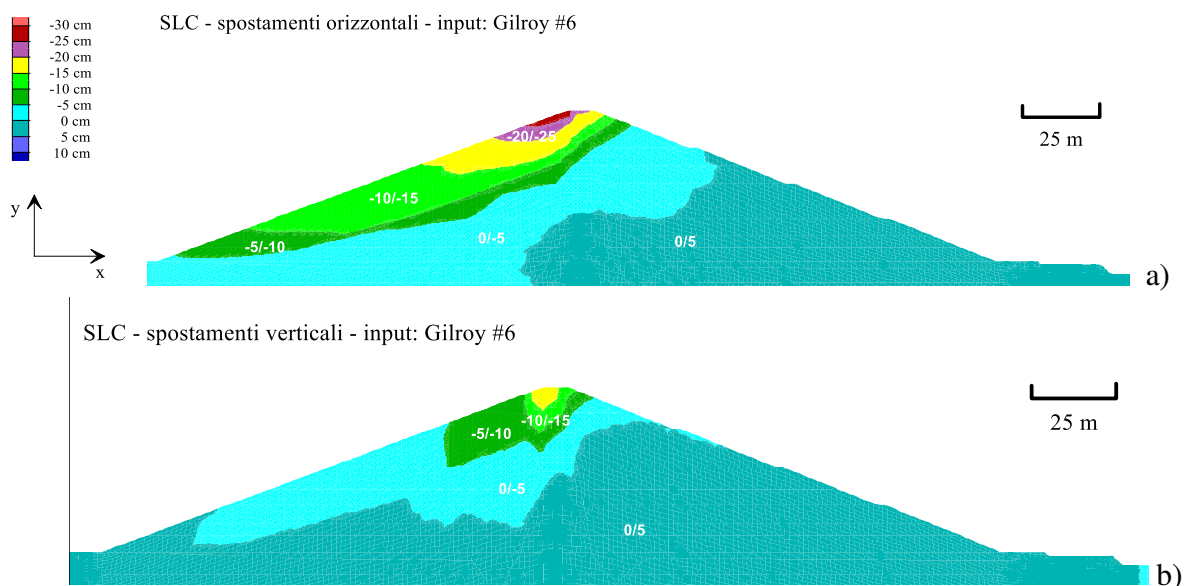 SLC - spostamenti orizzontali - input: Gilroy #6
-30 cm
-25 cm
-20 cm
-15 cm
-10 cm
-5 cm
0 cm
5 cm
10 cm
25 m
-20/-25
-10/-15
-5/-10
0/-5
0/5
y
x
a)
SLC - spostamenti verticali - input: Gilroy #6
25 m
-10/-15
-5/-10
0/-5
0/5
b)